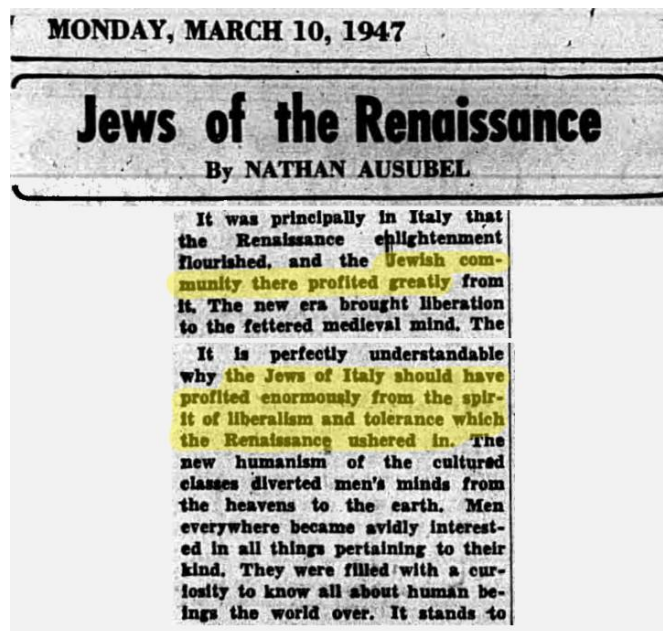 MONDAY, MARCH 10, 1947
Jews of the Renaissance
By NATHAN AUSUBEL
It was principally in Italy that
the Renaissance enlightenment
flourished, and the Jewish com-
munity there profited greatly from
it. The new era brought liberation
to the fettered medieval mind. The
It is perfectly understandable
why the Jews of Italy should have
profited enormously from the spir-
it of liberalism and tolerance which
the Renaissance ushered in. The
new humanism of the cultured
classes diverted men's minds from
the heavens to the earth. Men
everywhere became avidly interest-
ed in all things pertaining to their
kind. They were filled with a cur-
iosity to know all about human be-
ings the world over. It stands to